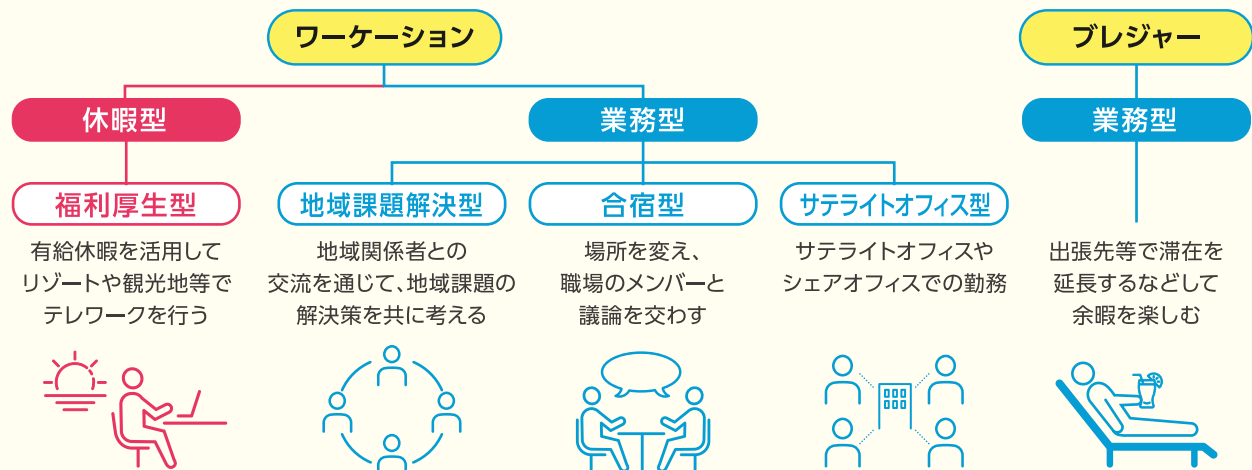 ワーケーション
ブレジャー
休暇型
業務型
業務型
福利厚生型
地域課題解決型
合宿型
サテライトオフィス型
有給休暇を活用して
リゾートや観光地等で
テレワークを行う
地域関係者との
交流を通じて、地域課題の
解決策を共に考える
場所を変え、
職場のメンバーと
議論を交わす
サテライトオフィスや
シェアオフィスでの勤務
出張先等で滞在を
延長するなどして
余暇を楽しむ